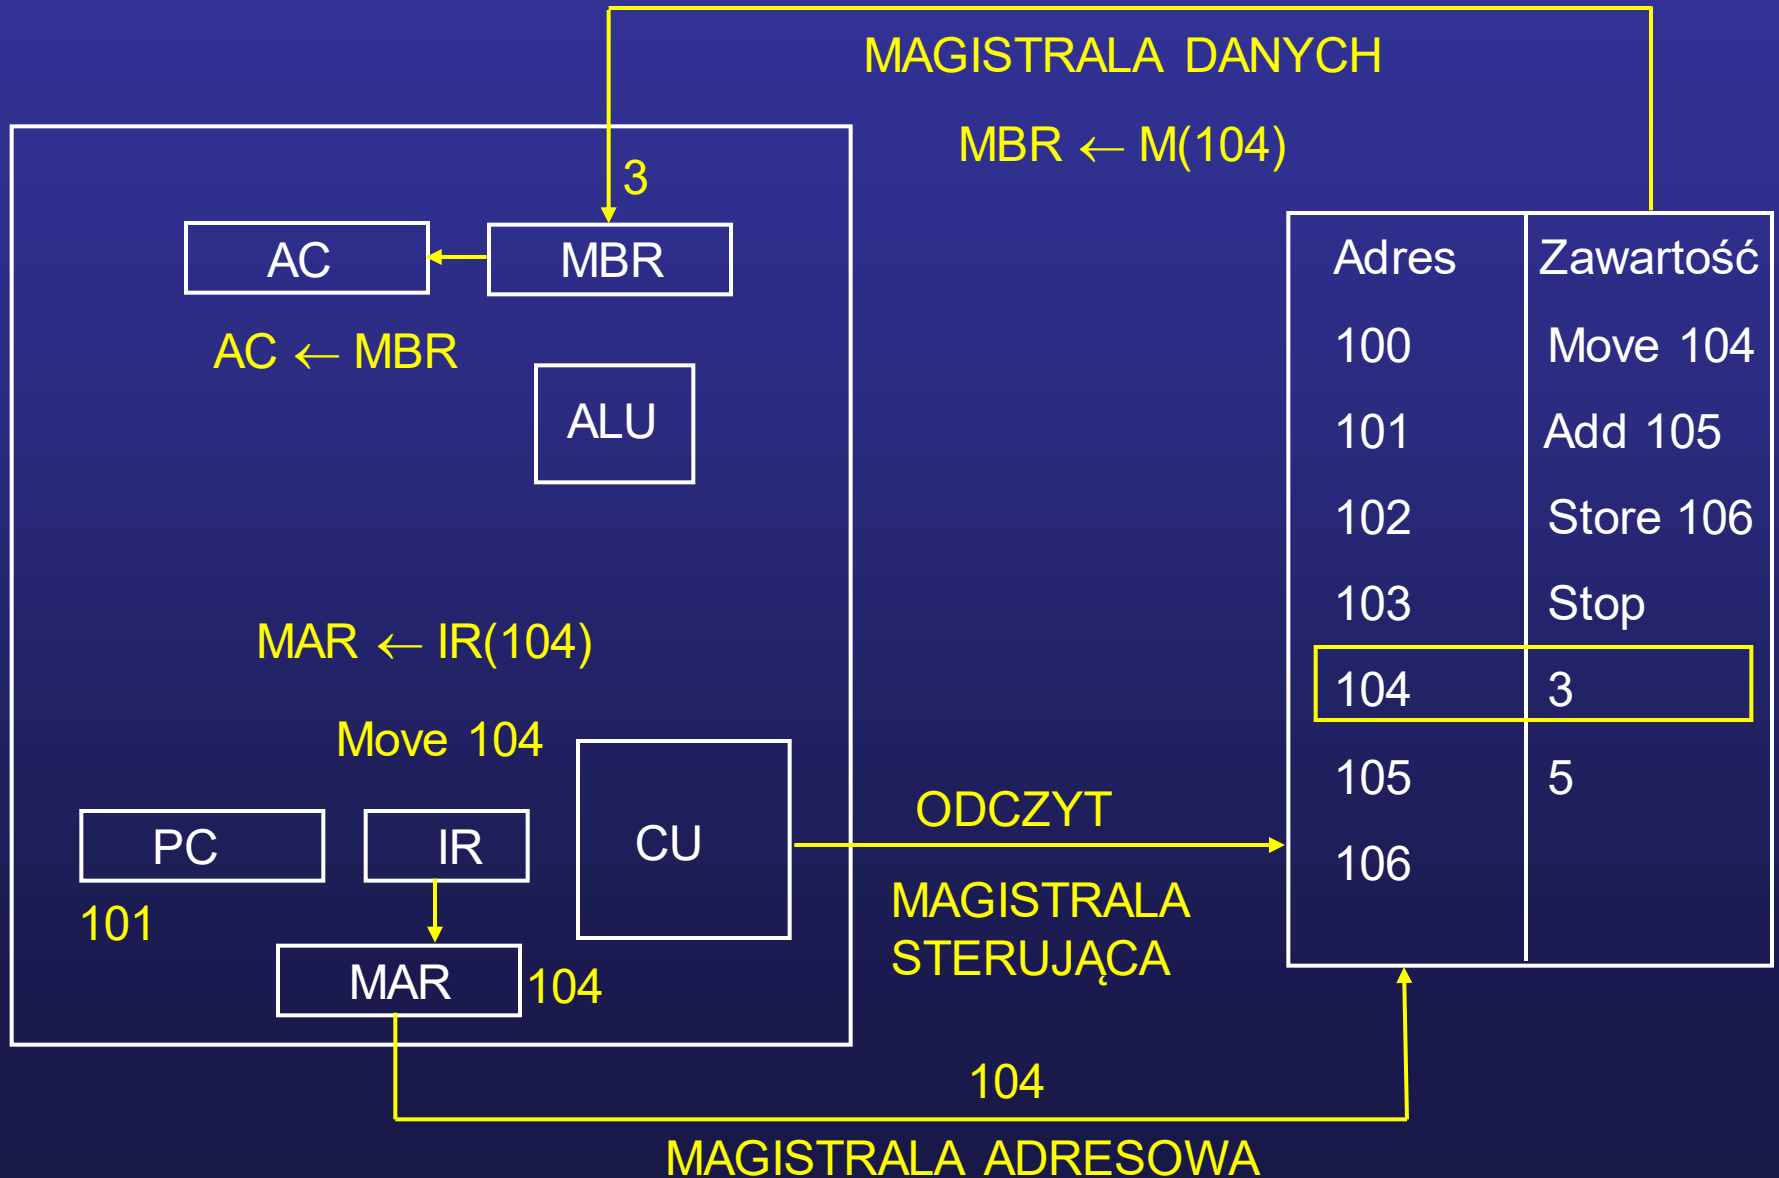 MAGISTRALA DANYCH
MBR ← M(104)
3
AC
MBR
AC ← MBR
ALU
MAR ← IR(104)
Move 104
PC
IR
CU
101
MAR
104
ODCZYT
MAGISTRALA
STERUJĄCA
104
MAGISTRALA ADRESOWA
Adres Zawartość
100 Move 104
101 Add 105
102 Store 106
103 Stop
104 3
105 5
106